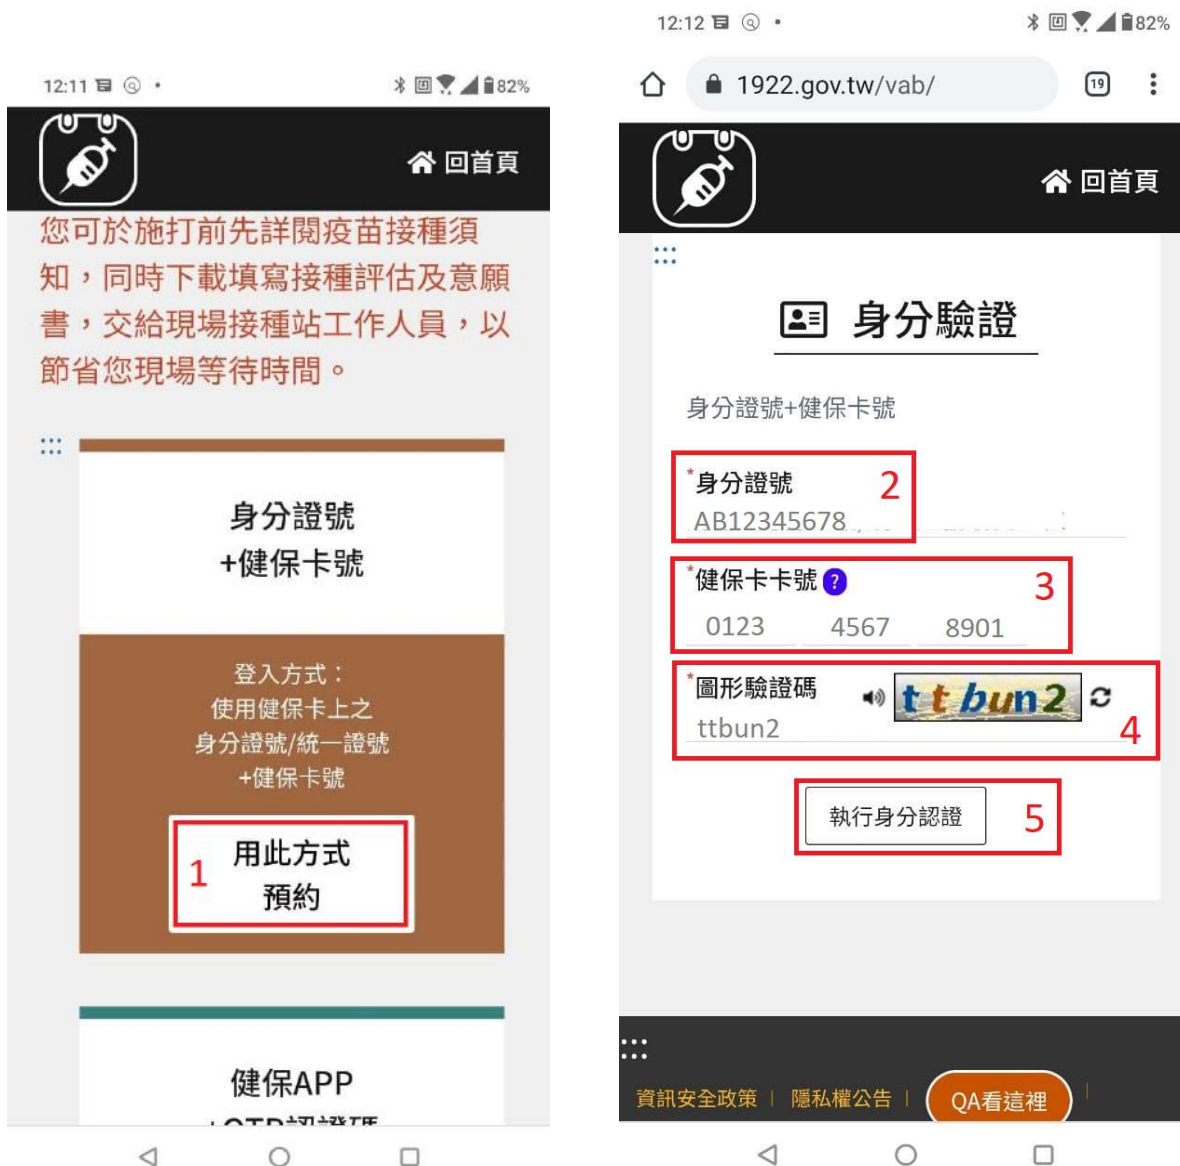 12:11
82%
回首頁
您可於施打前先詳閱疫苗接種須
知，同時下載填寫接種評估及意願
書，交給現場接種站工作人員，以
節省您現場等待時間。
身分證號
+健保卡號
登入方式：
使用健保卡上之
身分證號/統一證號
+健保卡號
1
用此方式
預約
健保APP
+OTP認證碼
12:12
82%
1922.gov.tw/vab/
19
回首頁
身分驗證
身分證號+健保卡號
*身分證號 2
AB12345678
*健保卡卡號 ? 3
0123 4567 8901
*圖形驗證碼 ttbun2
ttbun2 4
執行身分認證 5
資訊安全政策 | 隱私權公告 | QA看這裡 |